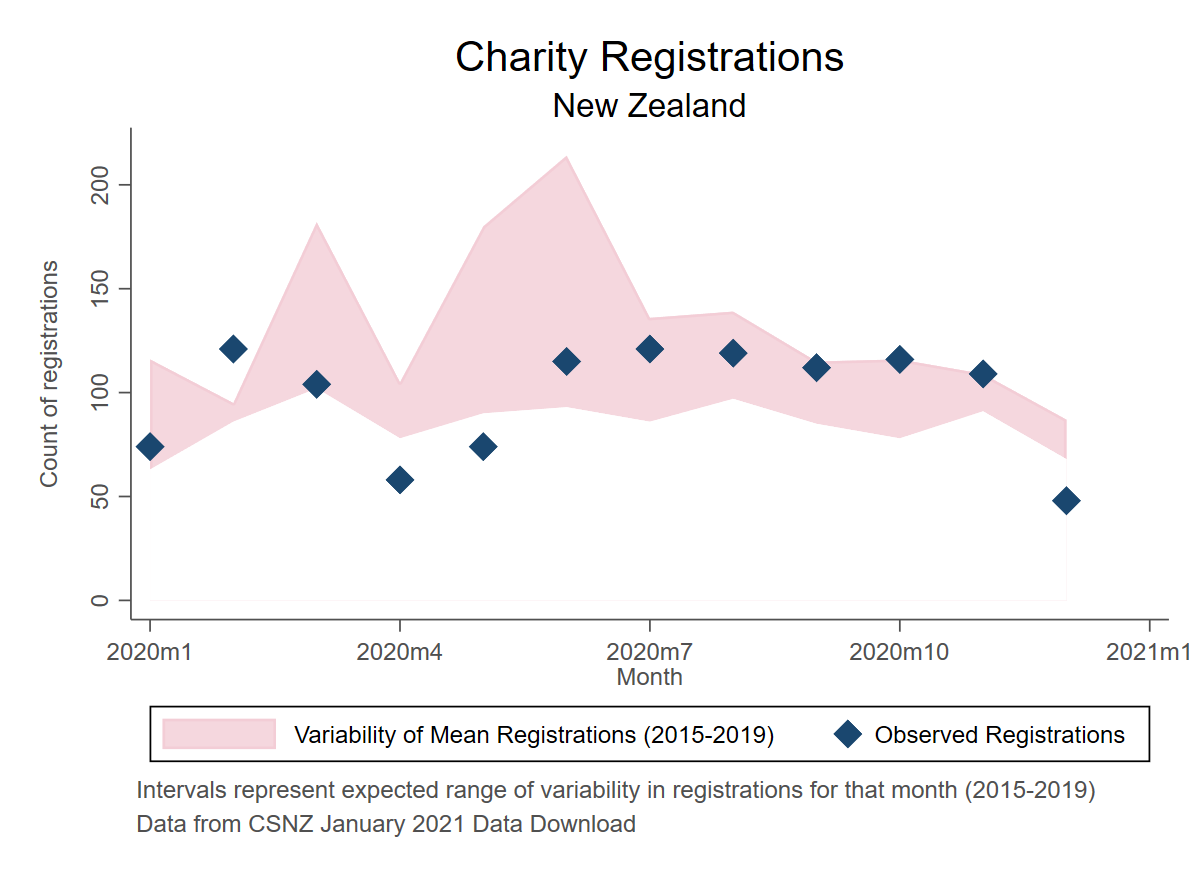 Charity Registrations
New Zealand
Count of registrations
200
150
100
50
0
2020m1 2020m4 2020m7 2020m10 2021m1
Month
Variability of Mean Registrations (2015-2019) Observed Registrations
Intervals represent expected range of variability in registrations for that month (2015-2019)
Data from CSNZ January 2021 Data Download